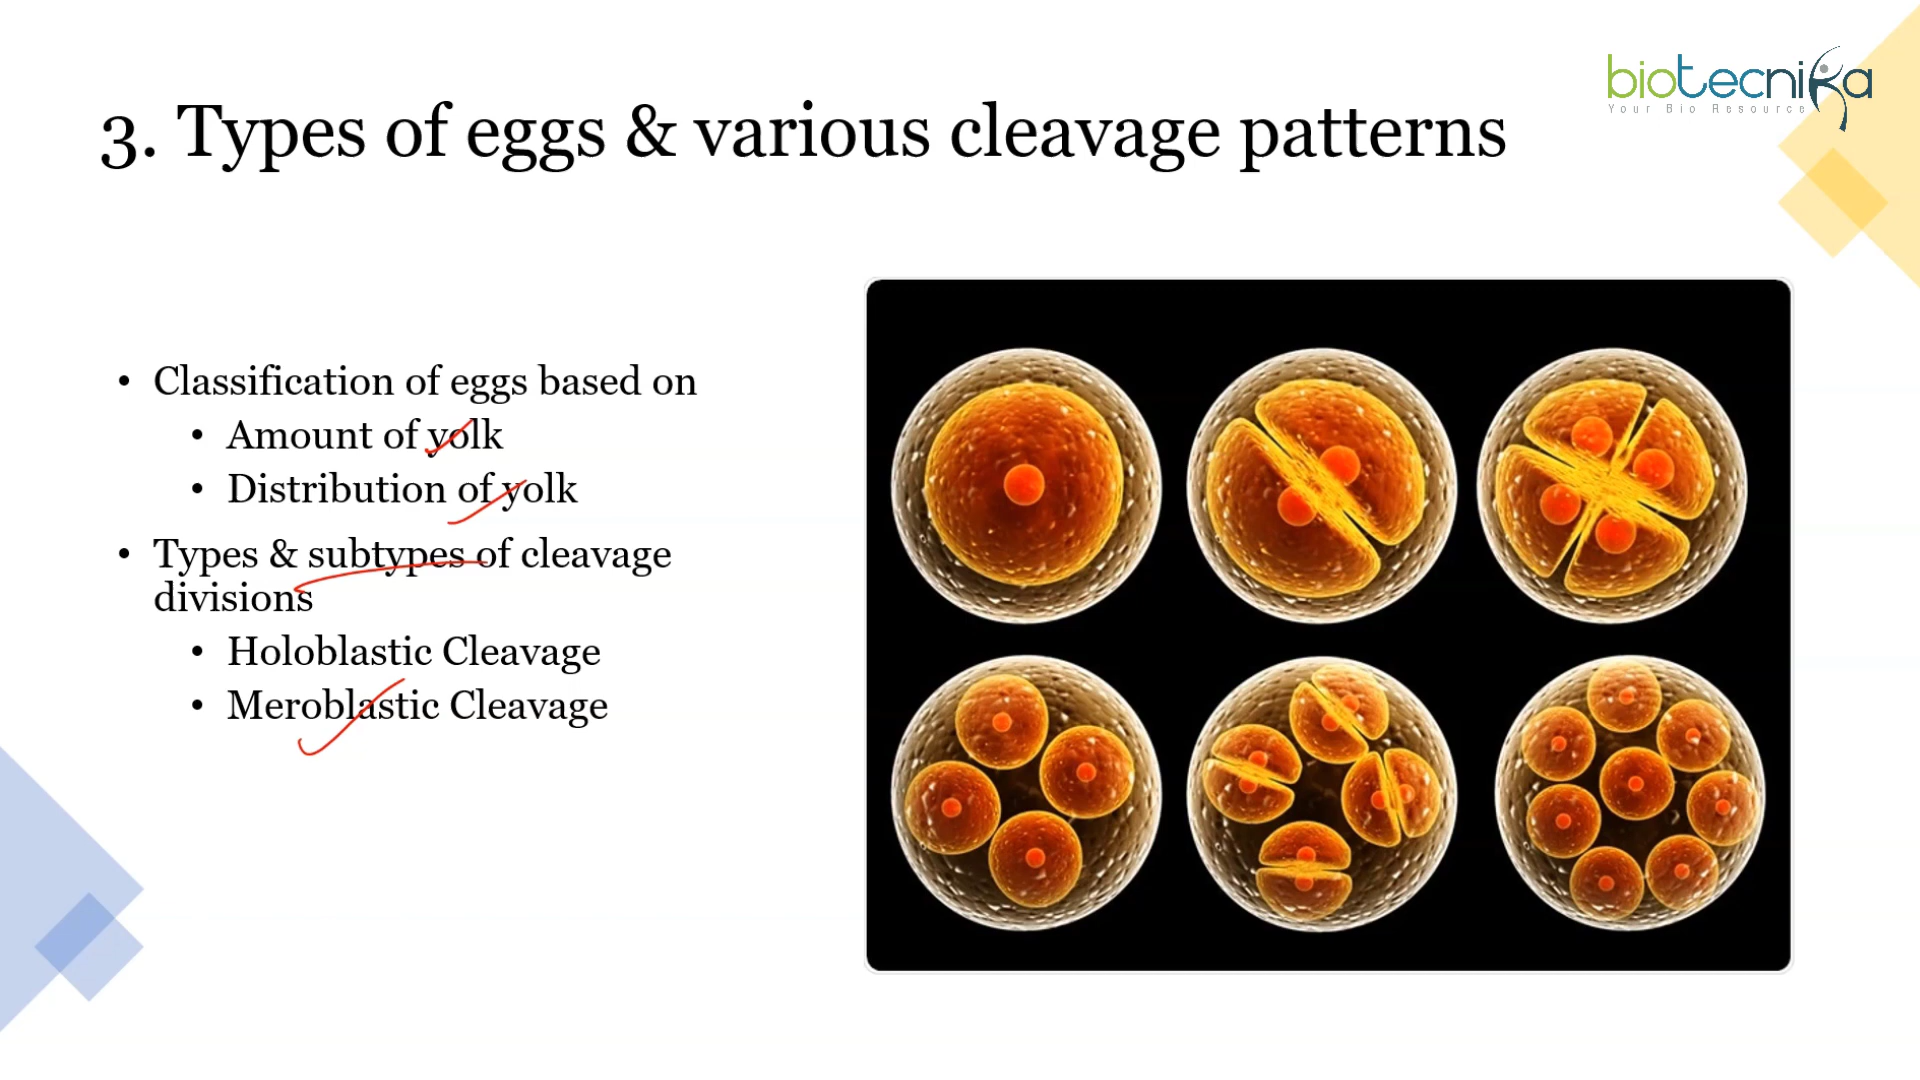 biotecnika
Your Bio Resource
3. Types of eggs & various cleavage patterns
• Classification of eggs based on
• Amount of yolk
• Distribution of yolk
• Types & subtypes of cleavage
divisions
• Holoblastic Cleavage
• Meroblastic Cleavage